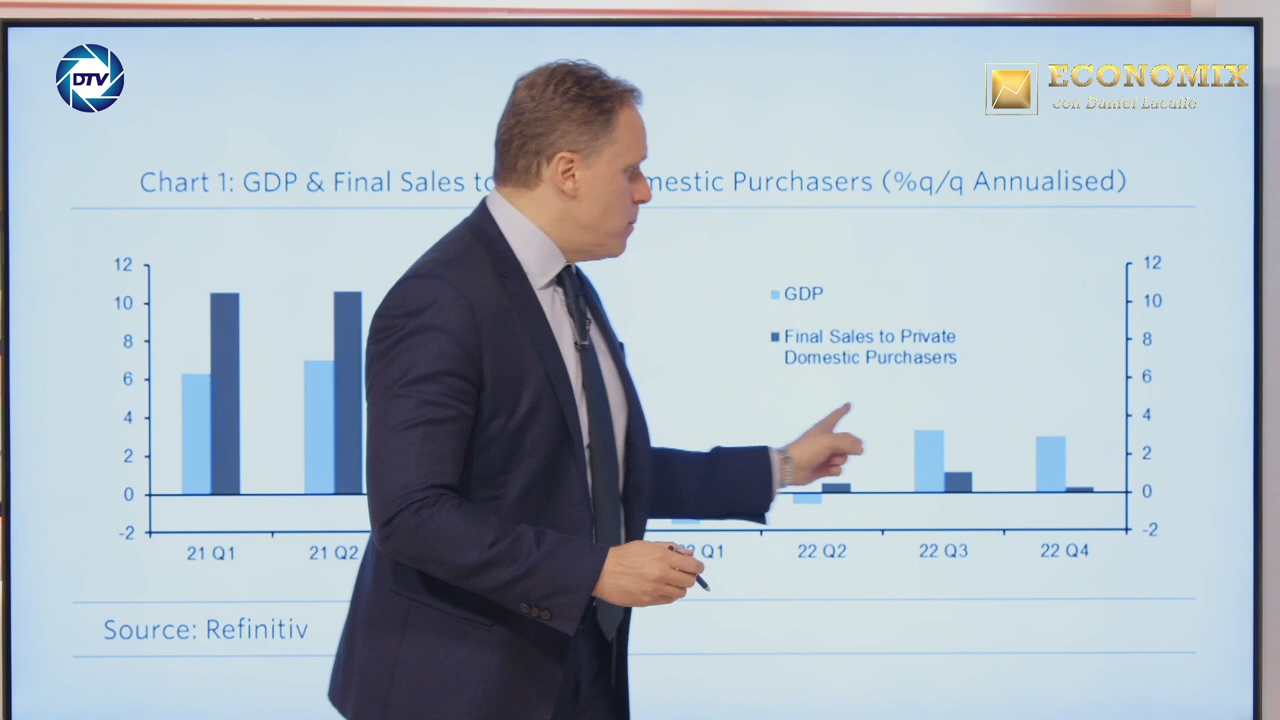 DTV
ECONOMIX
con Daniel Lacalle
Chart 1: GDP & Final Sales to mestic Purchasers (%q/q Annualised)
12
10
8
6
4
2
0
-2
GDP
Final Sales to Private
Domestic Purchasers
12
10
8
6
4
2
0
-2
21 Q1
21 Q2
Q1
22 Q2
22 Q3
22 Q4
Source: Refinitiv